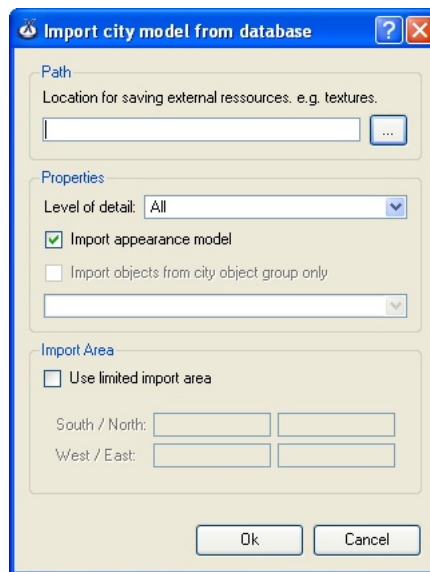 Import city model from database
?
Path
Location for saving external ressources. e.g. textures.
...
Properties
Level of detail: All
Import appearance model
Import objects from city object group only
Import Area
Use limited import area
South / North:
West / East:
Ok Cancel